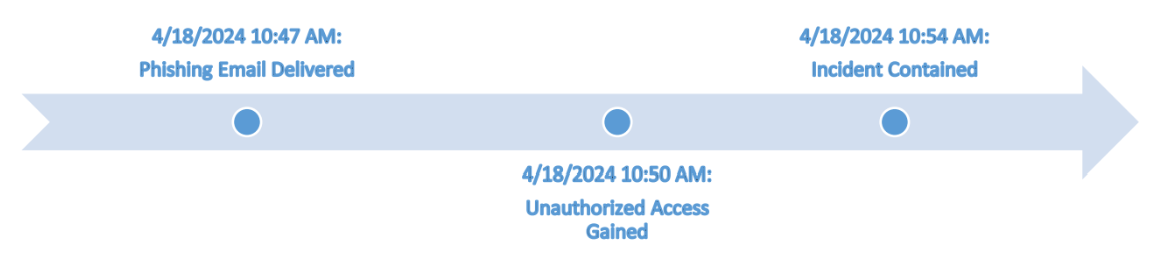 4/18/2024 10:47 AM:
Phishing Email Delivered
4/18/2024 10:50 AM:
Unauthorized Access
Gained
4/18/2024 10:54 AM:
Incident Contained